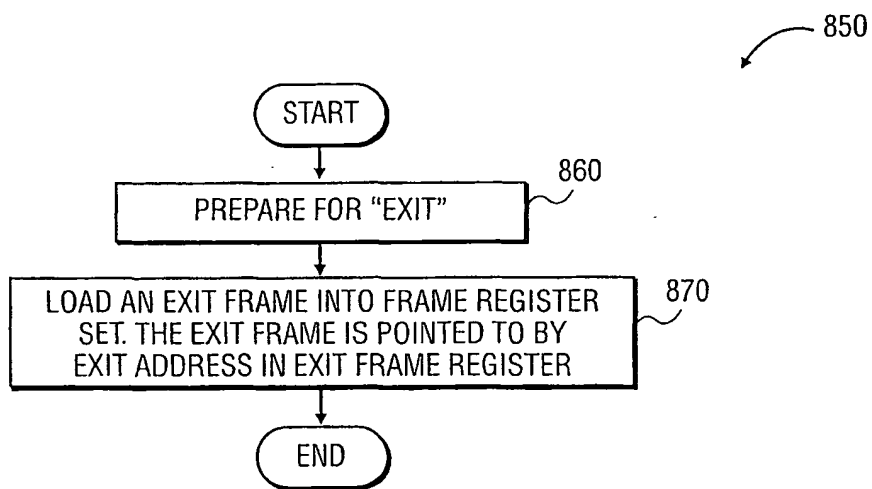 850
START
860
PREPARE FOR “EXIT”
870
LOAD AN EXIT FRAME INTO FRAME REGISTER
SET. THE EXIT FRAME IS POINTED TO BY
EXIT ADDRESS IN EXIT FRAME REGISTER
END